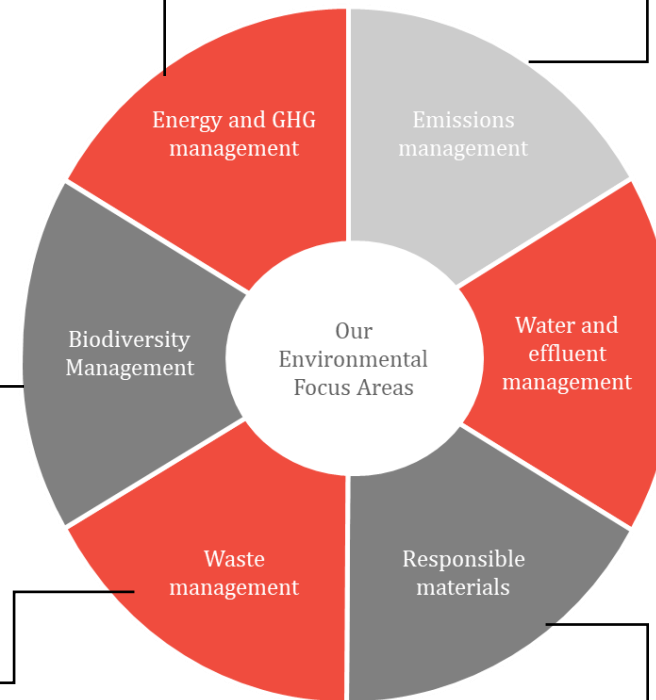 Energy and GHG
management
Emissions
management
Water and
effluent
management
Responsible
materials
Waste
management
Biodiversity
Management
Our
Environmental
Focus Areas